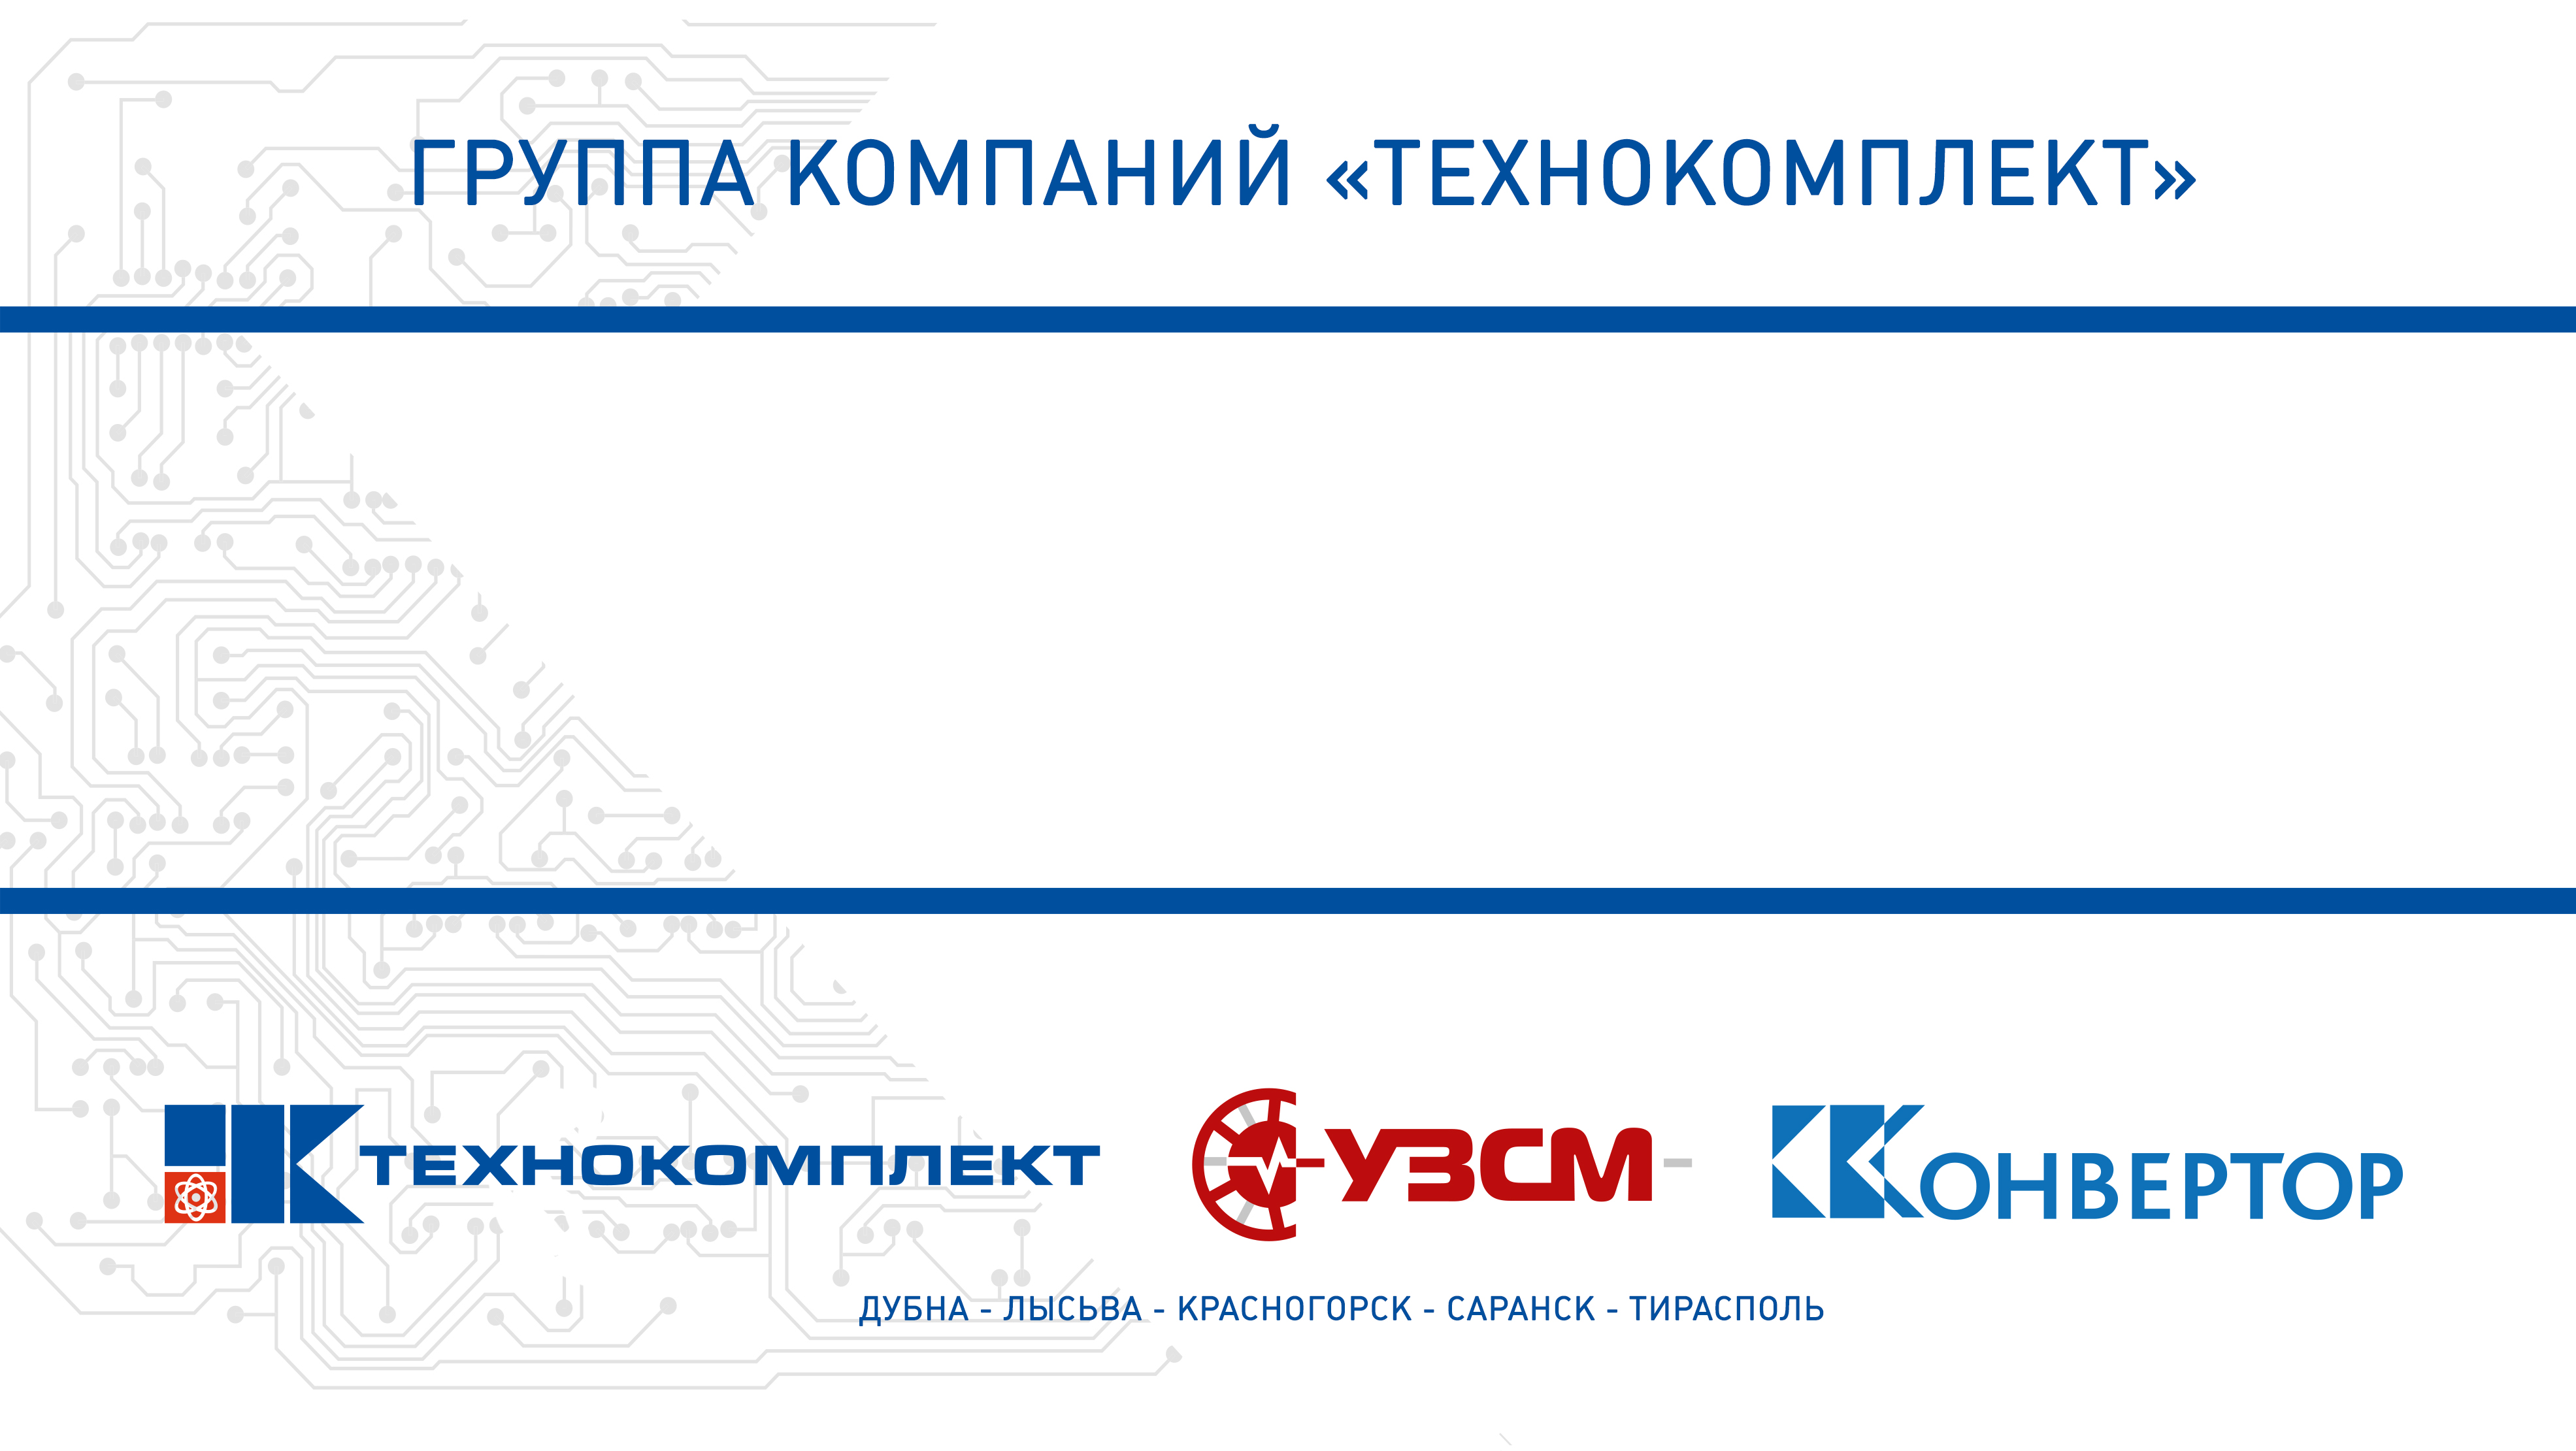 ГРУППА КОМПАНИЙ «ТЕХНОКОМПЛЕКТ»
ТЕХНОКОМПЛЕКТ
УЗСМ
КОНВЕРТОР
ДУБНА - ЛЫСЬВА - КРАСНОГОРСК - САРАНСК - ТИРАСПОЛЬ